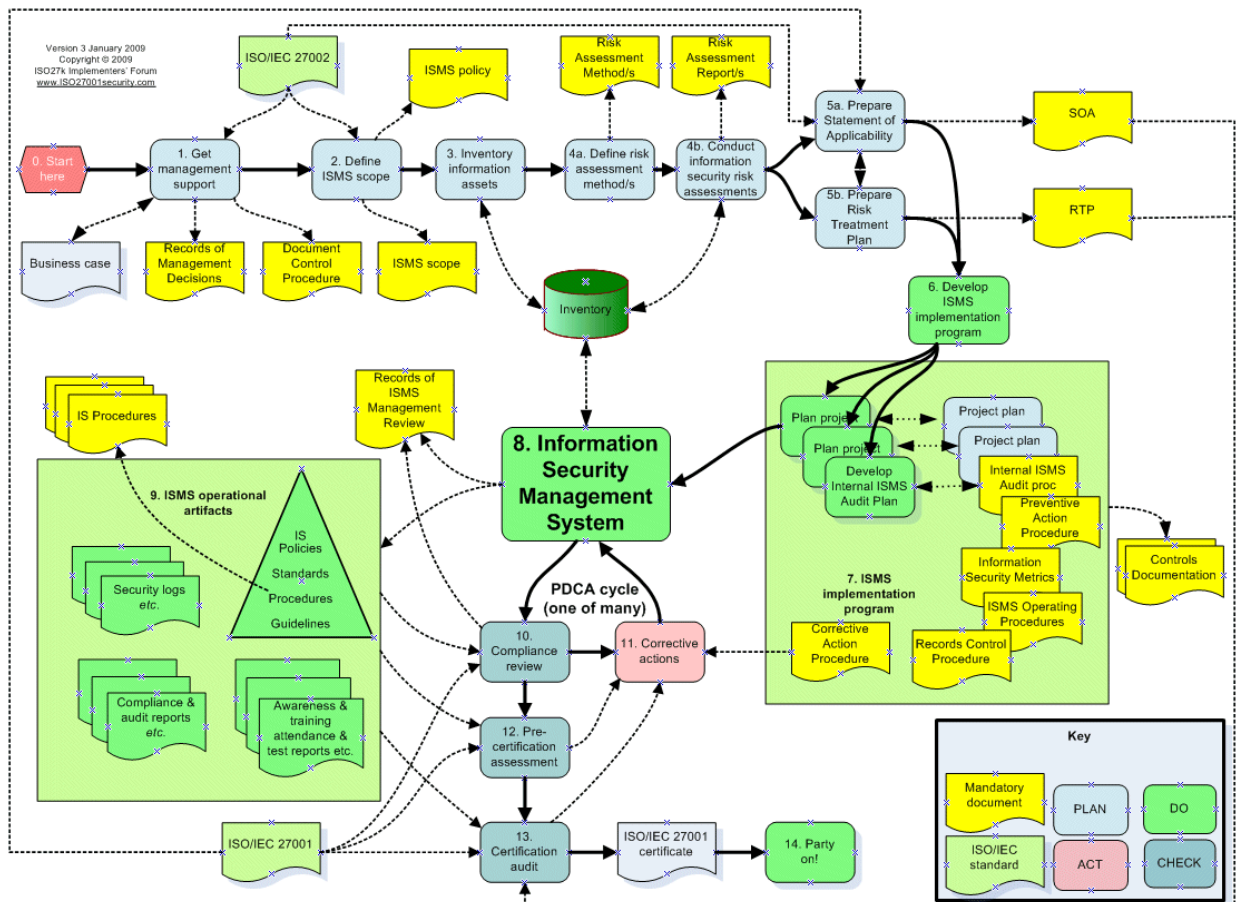 Version 3 January 2009
Copyright © 2009
ISO27k Implementers' Forum
www.ISO27001security.com
ISO/IEC 27002
ISMS policy
Risk
Assessment
Method/s
Risk
Assessment
Report/s
0. Start
here
1. Get
management
support
2. Define
ISMS scope
3. Inventory
information
assets
4a. Define risk
assessment
method/s
4b. Conduct
information
security risk
assessments
5a. Prepare
Statement of
Applicability
5b. Prepare
Risk
Treatment
Plan
SOA
RTP
Business case
Records of
Management
Decisions
Document
Control
Procedure
ISMS scope
Inventory
6. Develop
ISMS
implementation
program
IS Procedures
Records of
ISMS
Management
Review
8. Information
Security
Management
System
Plan project
Plan project
Develop
Internal ISMS
Audit Plan
Project plan
Project plan
Internal ISMS
Audit proc
Preventive
Action
Procedure
Information
Security Metrics
ISMS Operating
Procedures
Records Control
Procedure
7. ISMS
implementation
program
Corrective
Action
Procedure
Controls
Documentation
9. ISMS operational
artifacts
IS
Policies
Standards
Procedures
Guidelines
Security logs
etc.
Compliance &
audit reports
etc.
Awareness &
training
attendance &
test reports etc.
PDCA cycle
(one of many)
10.
Compliance
review
11. Corrective
actions
12. Pre-
certification
assessment
ISO/IEC 27001
13.
Certification
audit
ISO/IEC 27001
certificate
14. Party
on!
Key
Mandatory
document
PLAN
DO
ISO/IEC
standard
ACT
CHECK